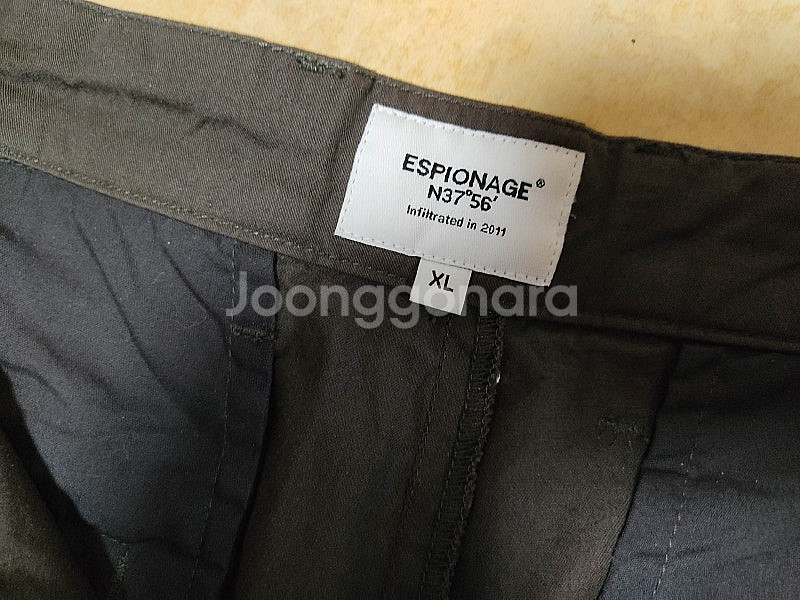 ESPIONAGE®
N37°56'
Infiltrated in 2011
XL
Joonggonara